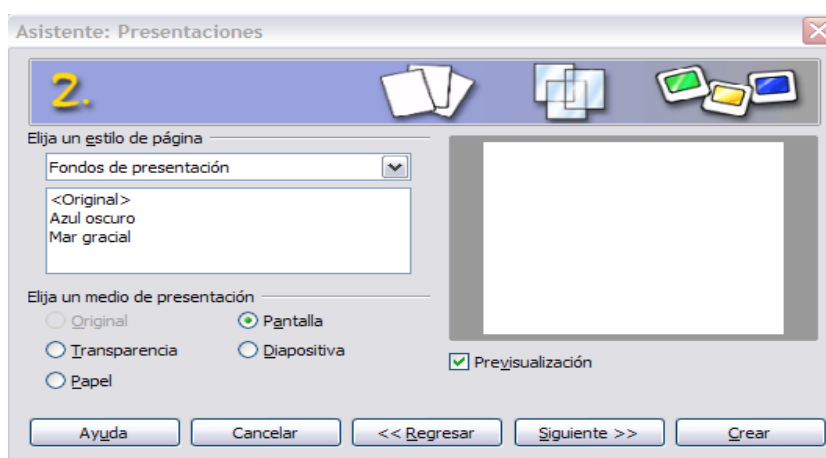 Asistente: Presentaciones
2.
Elija un estilo de página
Fondos de presentación
<Original>
Azul oscuro
Mar gracial
Elija un medio de presentación
Original
Pantalla
Transparencia
Diapositiva
Papel
Previsualización
Ayuda
Cancelar
<< Regresar
Siguiente >>
Crear